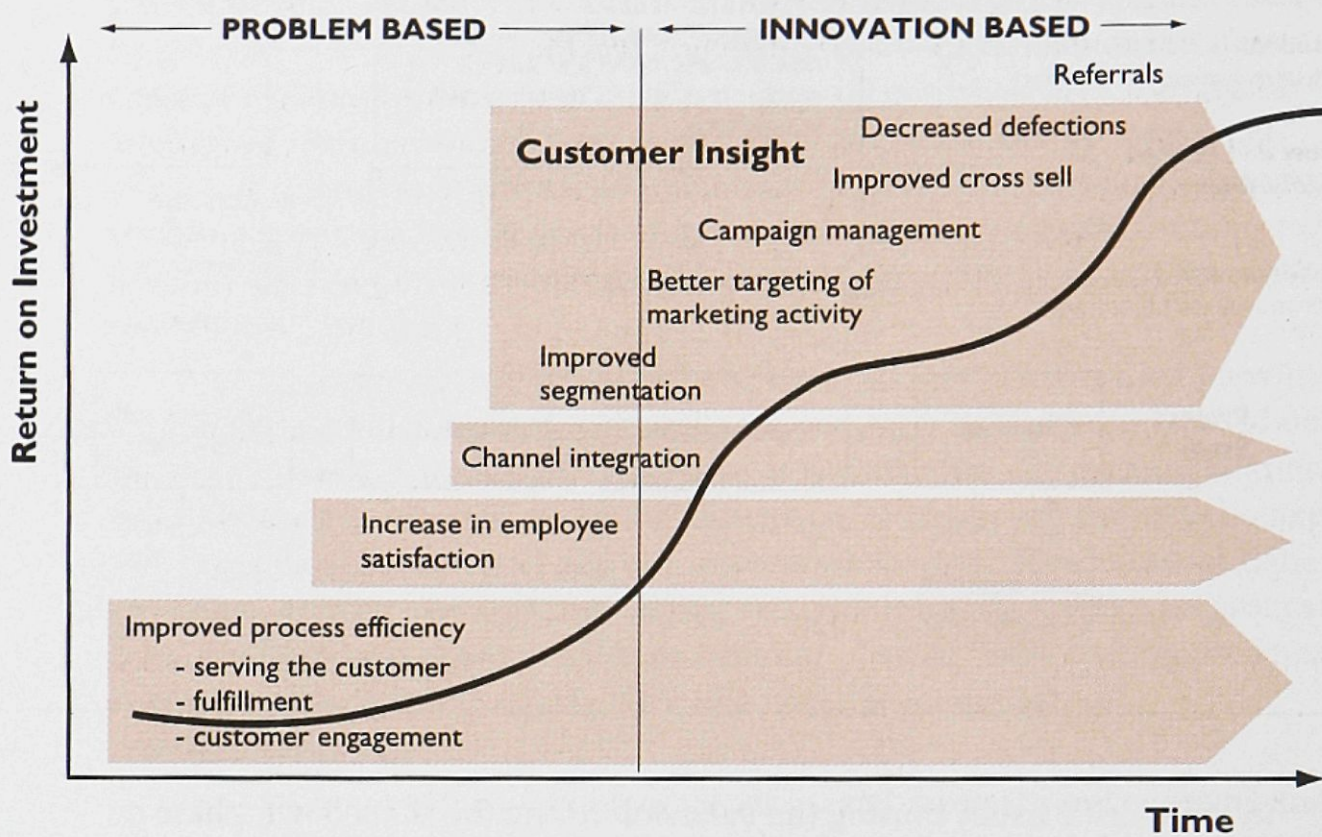 PROBLEM BASED
INNOVATION BASED
Return on Investment
Referrals
Decreased defections
Customer Insight
Improved cross sell
Campaign management
Better targeting of
marketing activity
Improved
segmentation
Channel integration
Increase in employee
satisfaction
Improved process efficiency
- serving the customer
- fulfillment
- customer engagement
Time